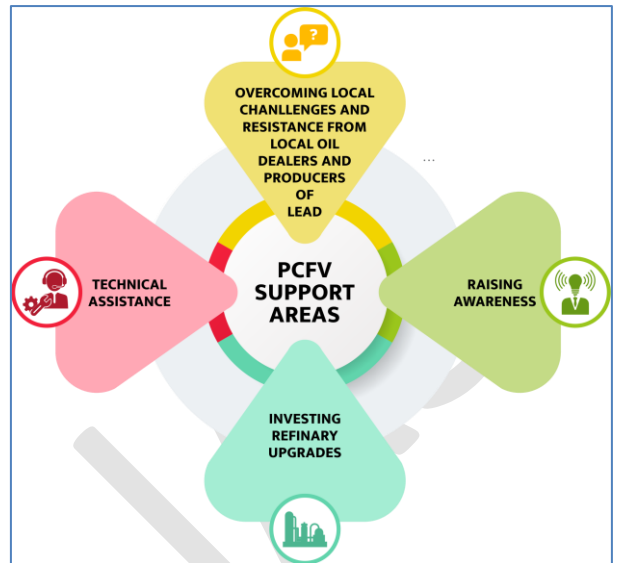 ?
OVERCOMING LOCAL
CHANLLENGES AND
RESISTANCE FROM
LOCAL OIL
DEALERS AND
PRODUCERS
OF
LEAD
...
TECHNICAL
ASSISTANCE
PCFV
SUPPORT
AREAS
RAISING
AWARENESS
INVESTING
REFINARY
UPGRADES